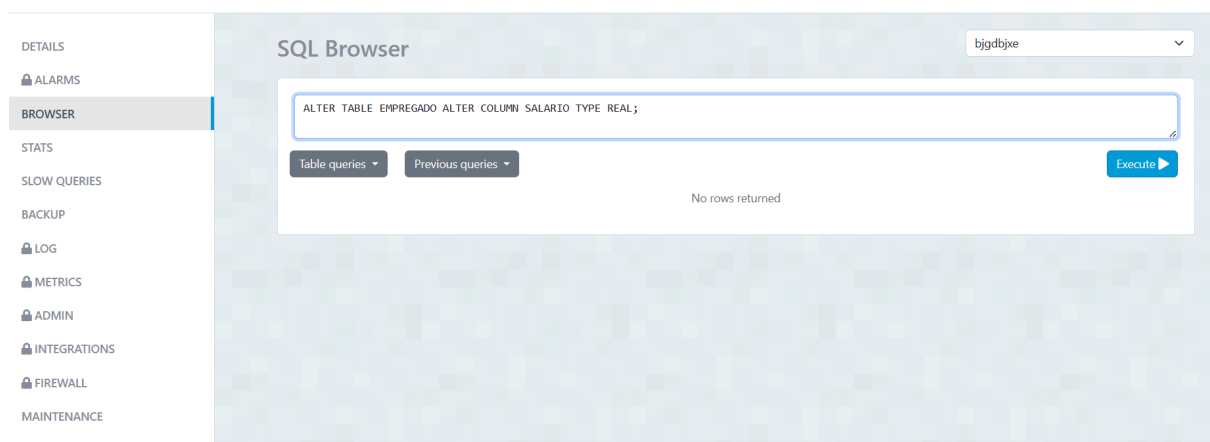 DETAILS
ALARMS
BROWSER
STATS
SLOW QUERIES
BACKUP
LOG
METRICS
ADMIN
INTEGRATIONS
FIREWALL
MAINTENANCE
SQL Browser
bjgdbjxe
ALTER TABLE EMPREGADO ALTER COLUMN SALARIO TYPE REAL;
Table queries
Previous queries
Execute
No rows returned